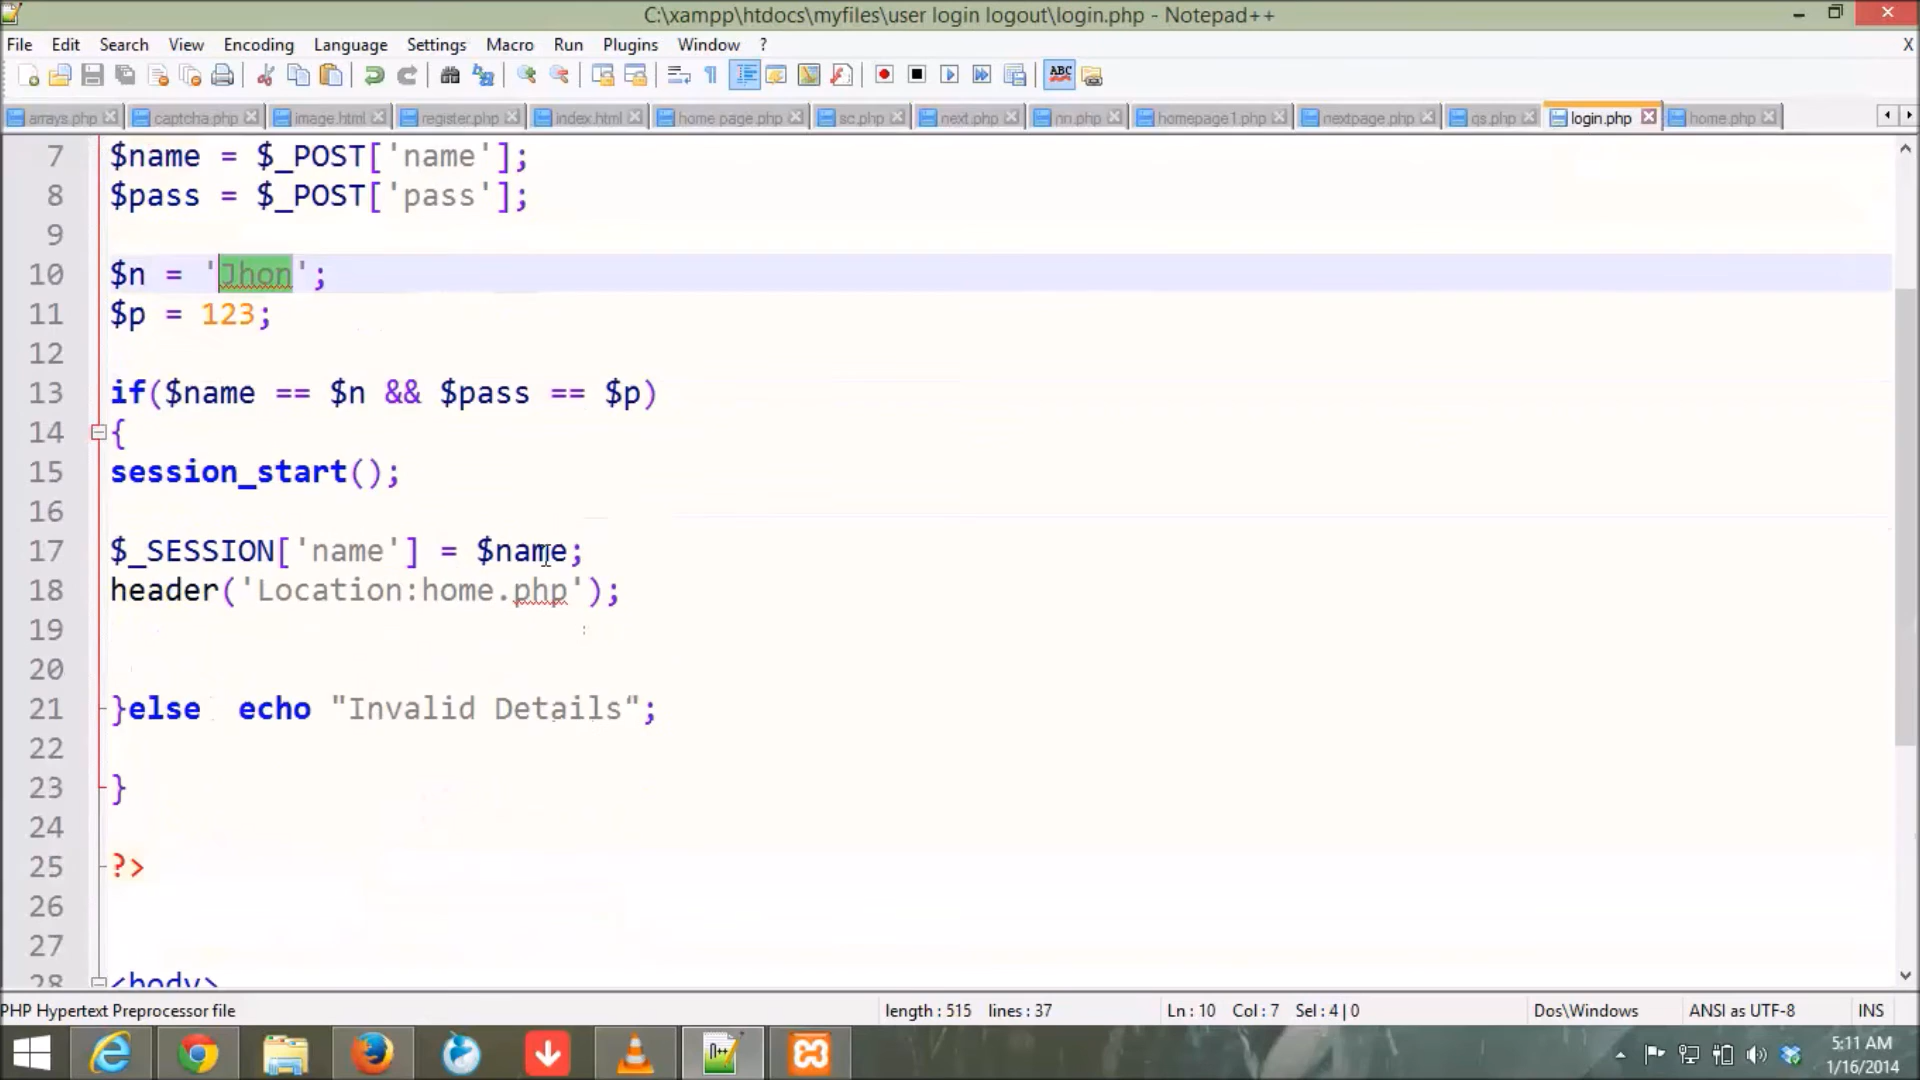 C:\xampp\htdocs\myfiles\user login logout\login.php - Notepad++
File Edit Search View Encoding Language Settings Macro Run Plugins Window ? X
ABC
arrays.php captcha.php image.html register.php index.html home page.php sc.php next.php nn.php homepage1.php nextpage.php qs.php login.php home.php
7 $name = $_POST['name'];
8 $pass = $_POST['pass'];
9
10 $n = 'Jhon';
11 $p = 123;
12
13 if($name == $n && $pass == $p)
14 {
15 session_start();
16
17 $_SESSION['name'] = $name;
18 header('Location:home.php');
19
20
21 }else echo "Invalid Details";
22
23 }
24
25 ?>
26
27
28 <body>
PHP Hypertext Preprocessor file length : 515 lines : 37 Ln : 10 Col : 7 Sel : 4 | 0 Dos\Windows ANSI as UTF-8 INS
5:11 AM
1/16/2014